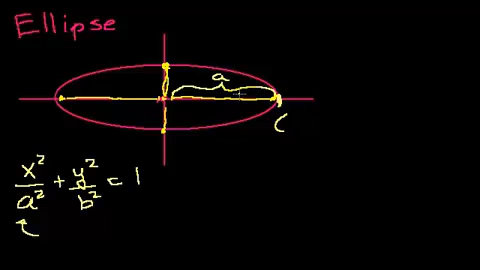 Ellipse
a
(
x²/a² + y²/b² = 1